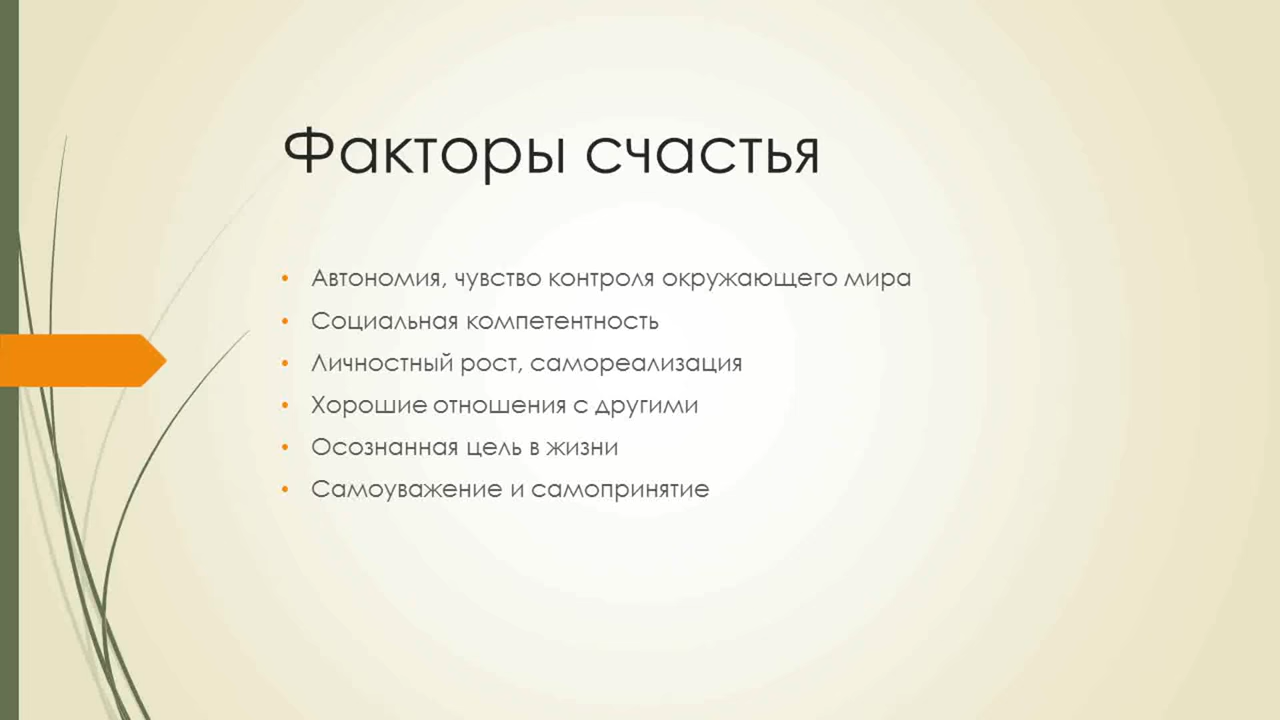 Факторы счастья
• Автономия, чувство контроля окружающего мира
• Социальная компетентность
• Личностный рост, самореализация
• Хорошие отношения с другими
• Осознанная цель в жизни
• Самоуважение и самопринятие